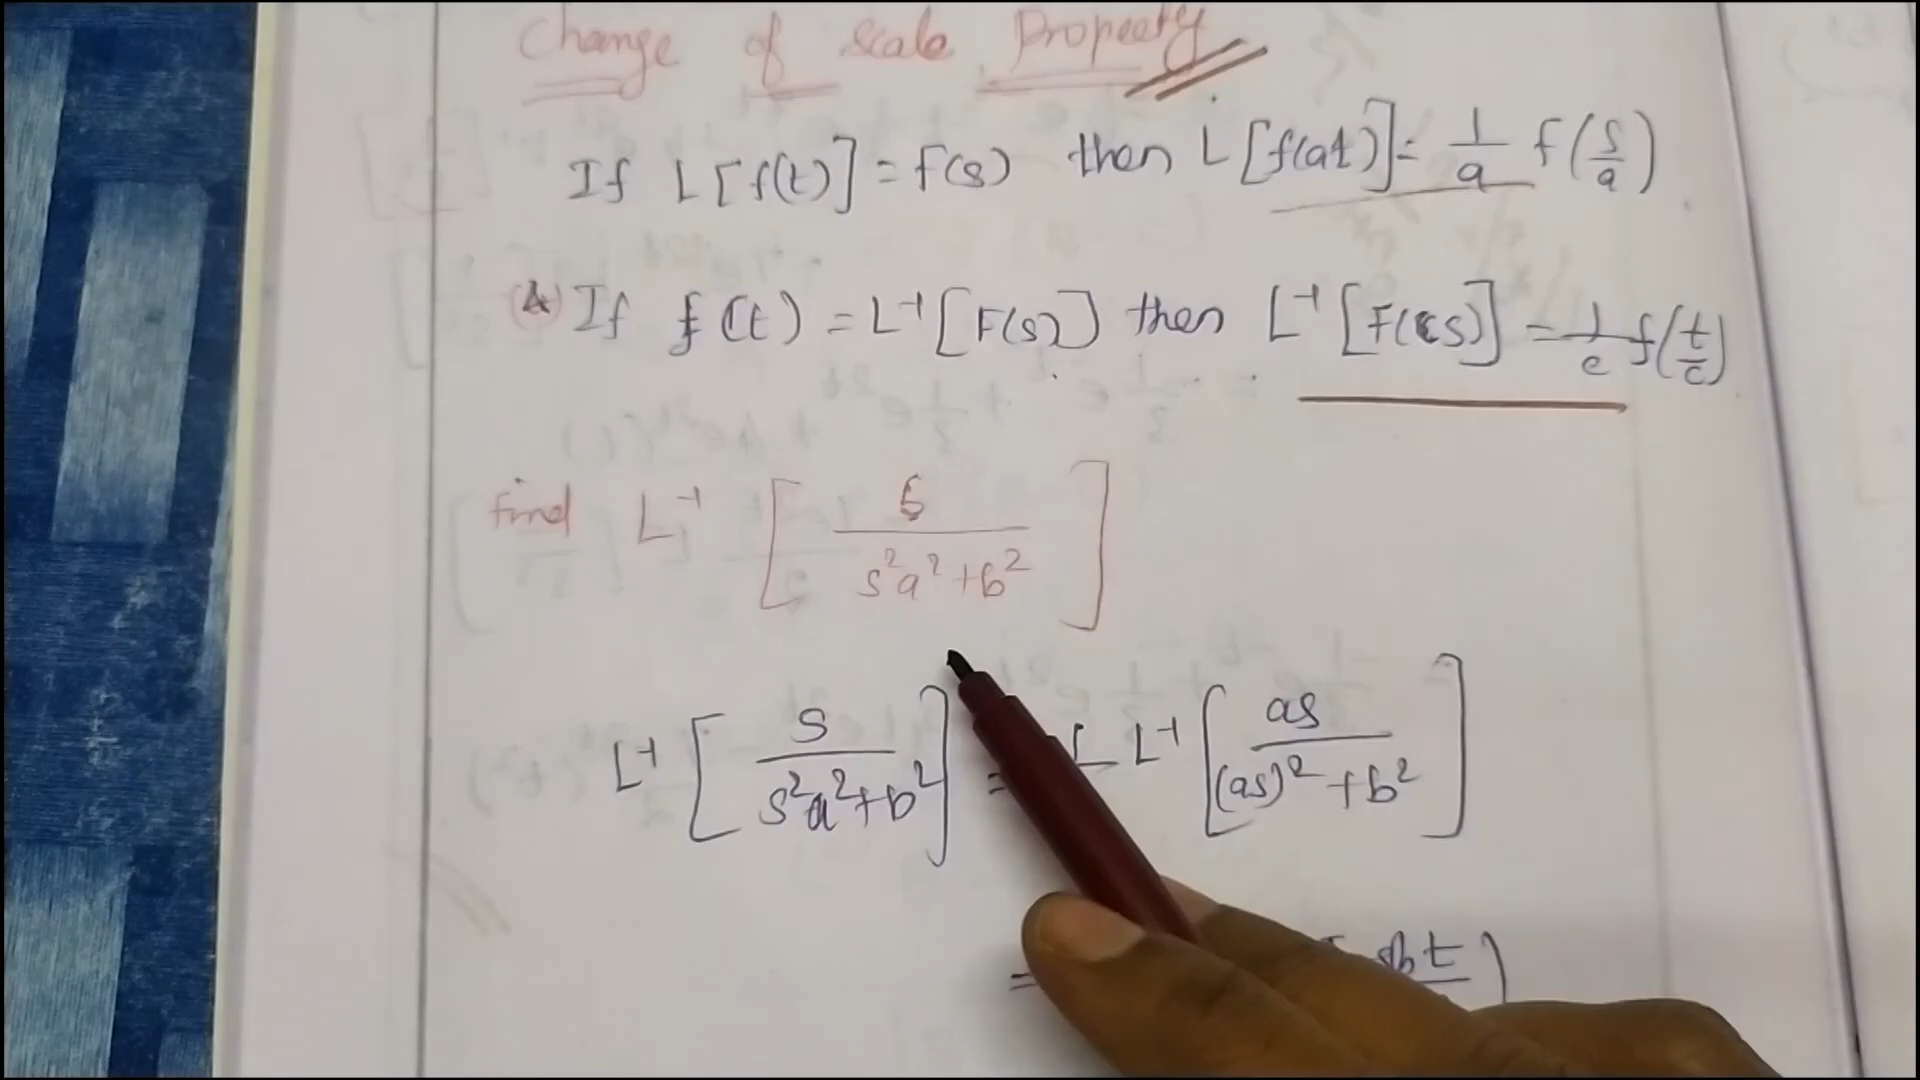 Change of scale Property
If L[f(t)] = F(s) then L[f(at)] = 1/a f(s/a)
If f(t) = L⁻¹[F(s)] then L⁻¹[F(cs)] = 1/c f(t/c)
find L⁻¹ [ s / s²a²+b² ]
L⁻¹ [ s / s²a²+b² ] = L⁻¹ [ as / (as)²+b² ]
= bt )